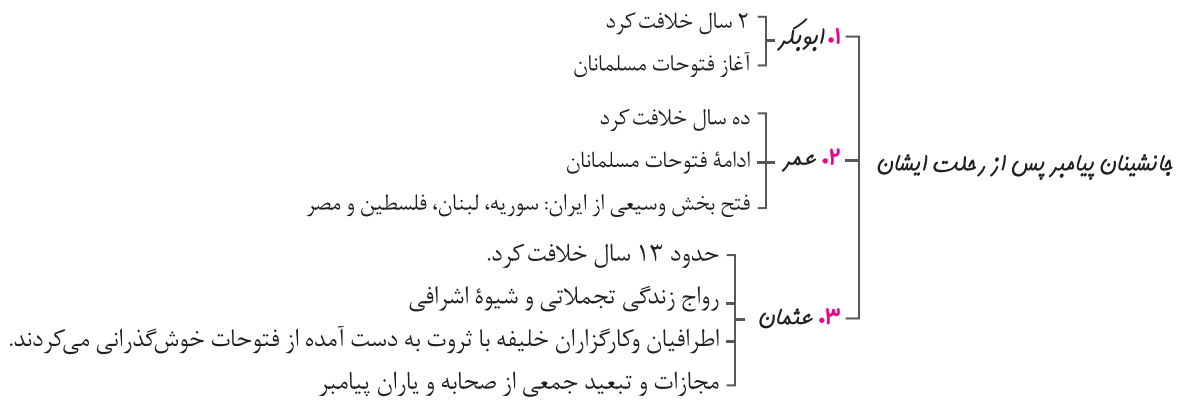 جانشینان پیامبر پس از رحلت ایشان
۱. ابوبکر
۲ سال خلافت کرد
آغاز فتوحات مسلمانان
۲. عمر
ده سال خلافت کرد
ادامهٔ فتوحات مسلمانان
فتح بخش وسیعی از ایران: سوریه، لبنان، فلسطین و مصر
۳. عثمان
حدود ۱۳ سال خلافت کرد.
رواج زندگی تجملاتی و شیوهٔ اشرافی
اطرافیان وکارگزاران خلیفه با ثروت به دست آمده از فتوحات خوش‌گذرانی می‌کردند.
مجازات و تبعید جمعی از صحابه و یاران پیامبر